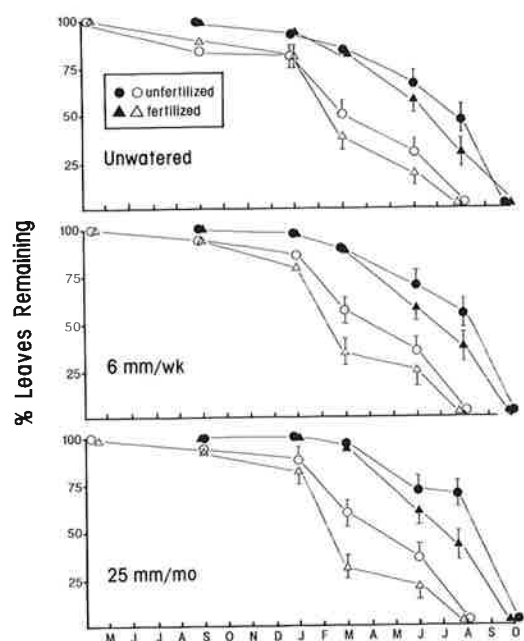 % Leaves Remaining
100
75
50
25
unfertilized
fertilized
Unwatered
100
75
50
25
6 mm/wk
100
75
50
25
25 mm/mo
M J J A S O N D J F M A M J J A S D